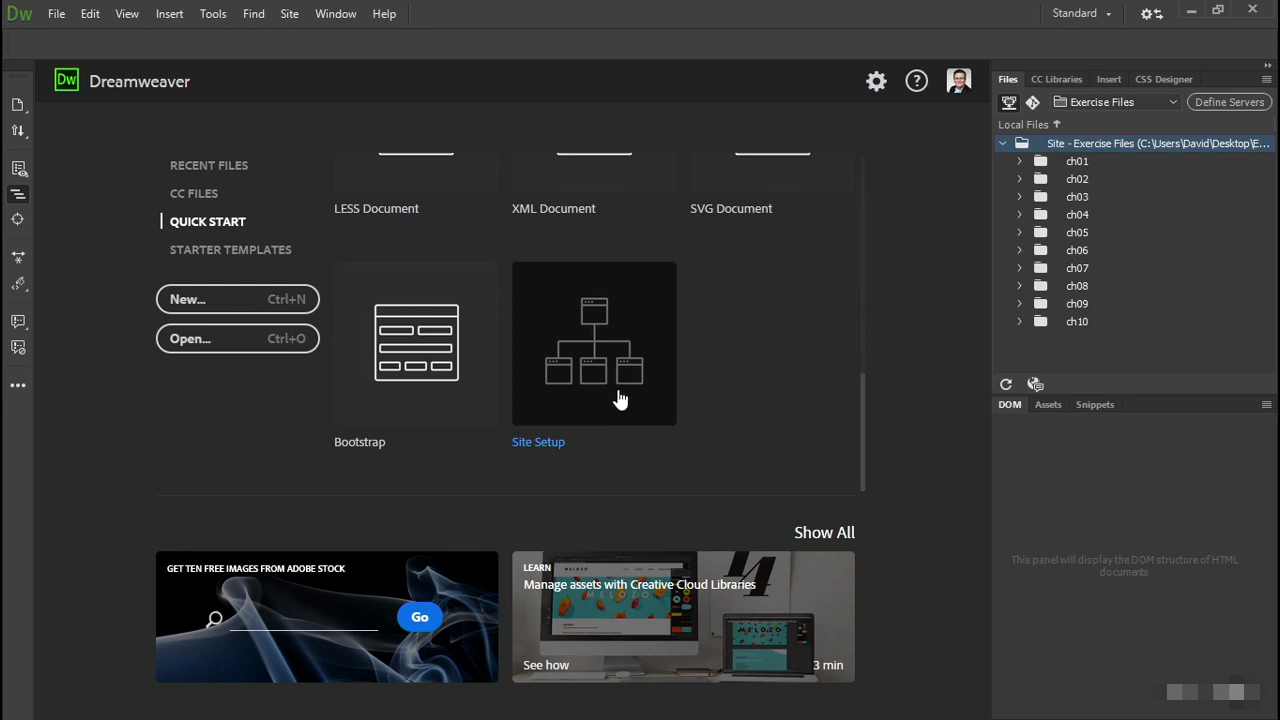 Dw File Edit View Insert Tools Find Site Window Help Standard
Dw Dreamweaver
Files CC Libraries Insert CSS Designer
Exercise Files Define Servers
Local Files
Site - Exercise Files (C:\Users\David\Desktop\E...
ch01
ch02
ch03
ch04
ch05
ch06
ch07
ch08
ch09
ch10
RECENT FILES
CC FILES
QUICK START
STARTER TEMPLATES
New... Ctrl+N
Open... Ctrl+O
LESS Document XML Document SVG Document
Bootstrap Site Setup
DOM Assets Snippets
This panel will display the DOM structure of HTML
documents
Show All
GET TEN FREE IMAGES FROM ADOBE STOCK
Go
LEARN
Manage assets with Creative Cloud Libraries
MELOZO
See how 3 min